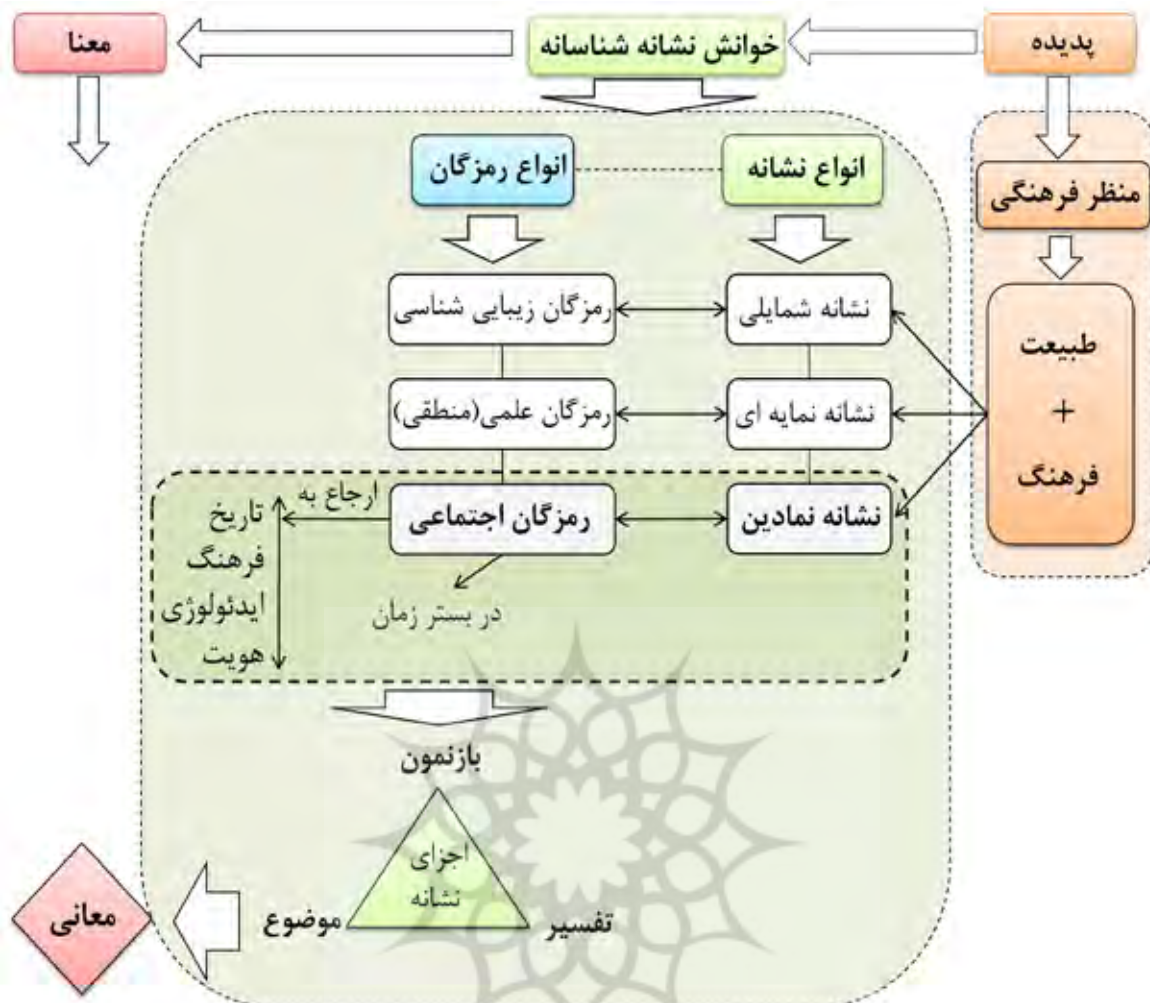 پدیده
خوانش نشانه شناسانه
معنا
منظر فرهنگی
طبیعت
+
فرهنگ
انواع نشانه
انواع رمزگان
نشانه شمایلی
رمزگان زیبایی شناسی
نشانه نمایه ای
رمزگان علمی(منطقی)
نشانه نمادین
رمزگان اجتماعی
ارجاع به
تاریخ
فرهنگ
ایدئولوژی
هویت
در بستر زمان
بازنمون
اجزای
نشانه
تفسیر
موضوع
معانی